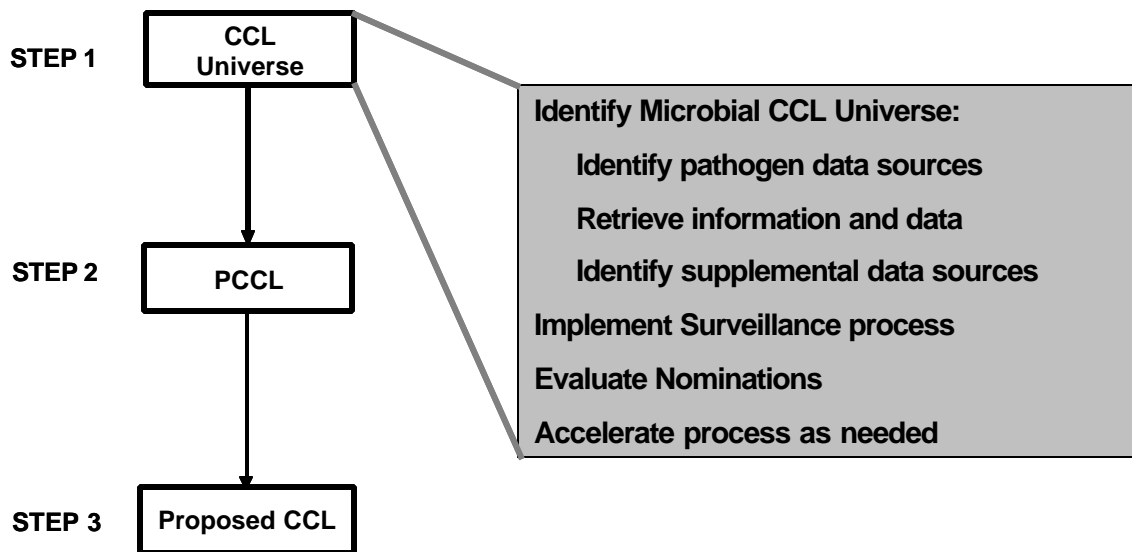 STEP 1
CCL
Universe
Identify Microbial CCL Universe:
Identify pathogen data sources
Retrieve information and data
Identify supplemental data sources
Implement Surveillance process
Evaluate Nominations
Accelerate process as needed
STEP 2
PCCL
STEP 3
Proposed CCL